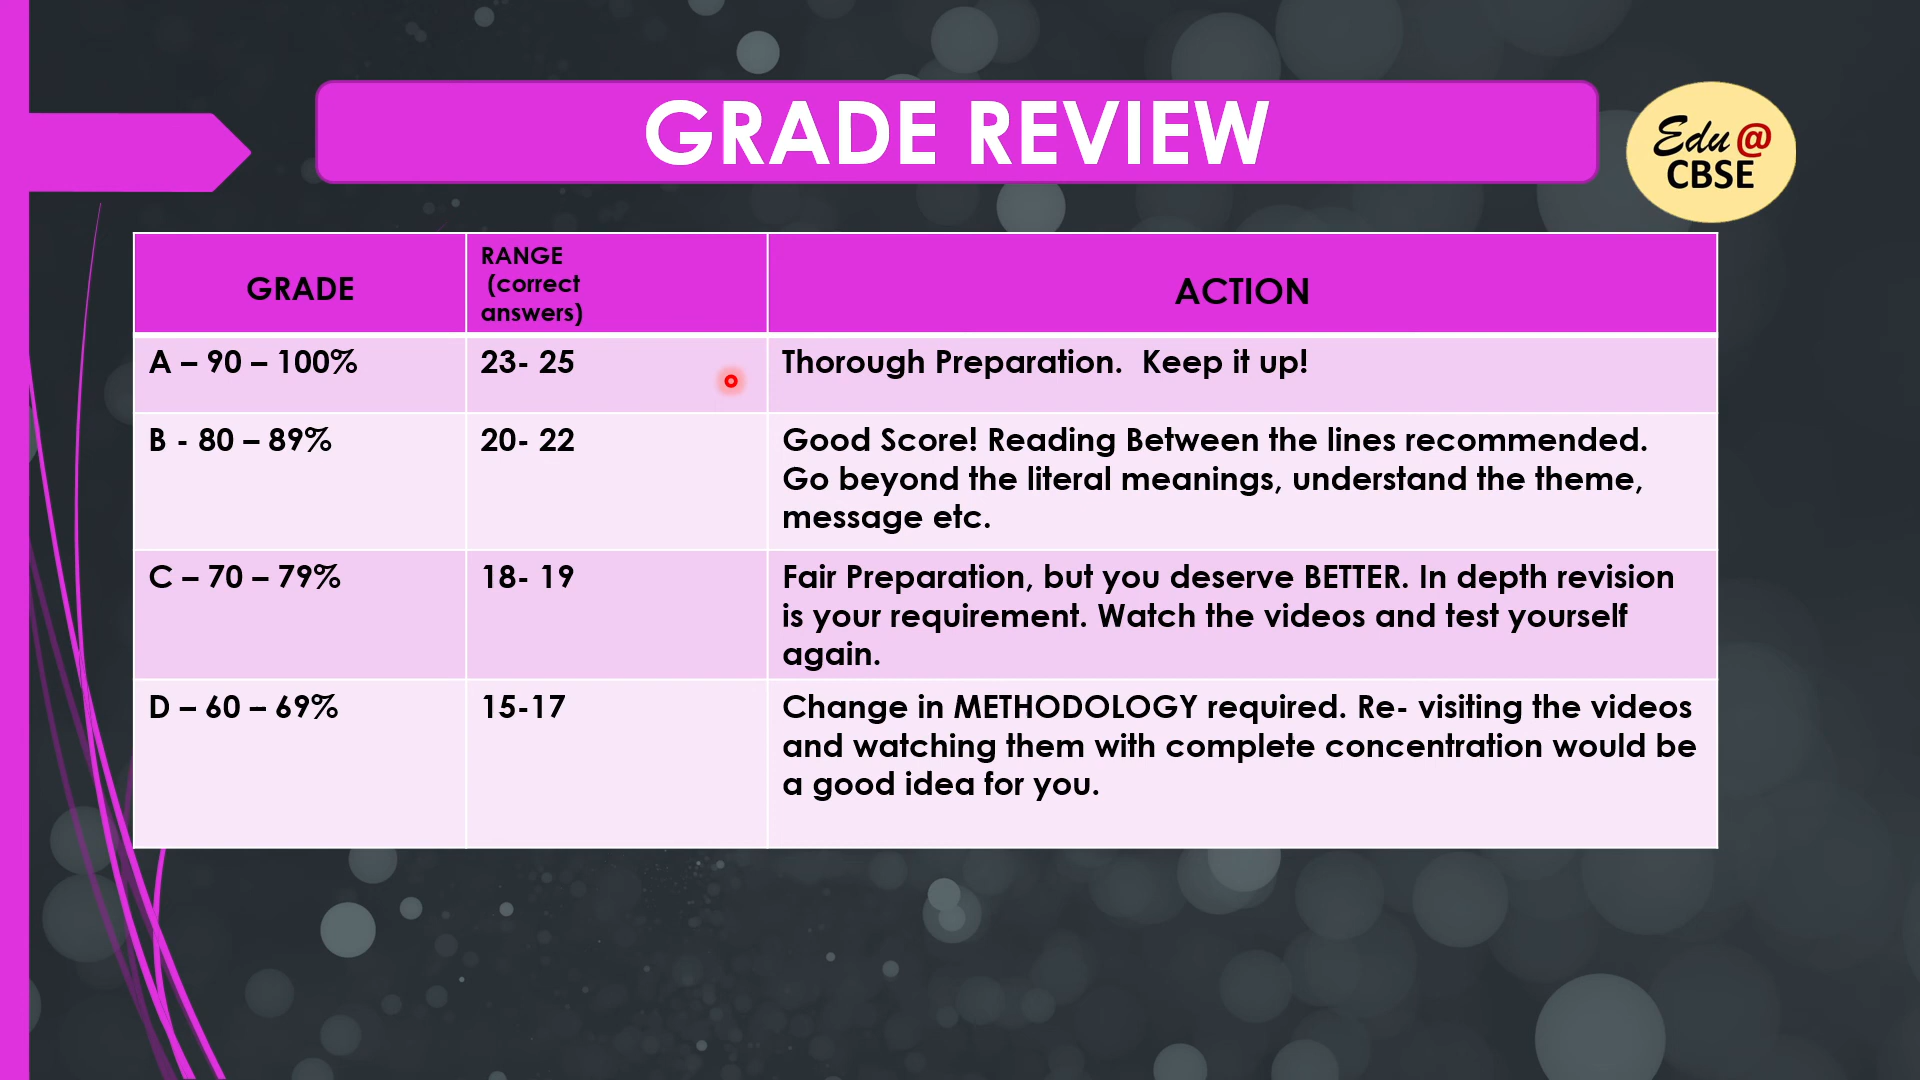 GRADE REVIEW
Edu @
CBSE
GRADE
RANGE
(correct
answers)
ACTION
A – 90 – 100%
23- 25
Thorough Preparation.  Keep it up!
B - 80 – 89%
20- 22
Good Score! Reading Between the lines recommended.
Go beyond the literal meanings, understand the theme,
message etc.
C – 70 – 79%
18- 19
Fair Preparation, but you deserve BETTER. In depth revision
is your requirement. Watch the videos and test yourself
again.
D – 60 – 69%
15-17
Change in METHODOLOGY required. Re- visiting the videos
and watching them with complete concentration would be
a good idea for you.